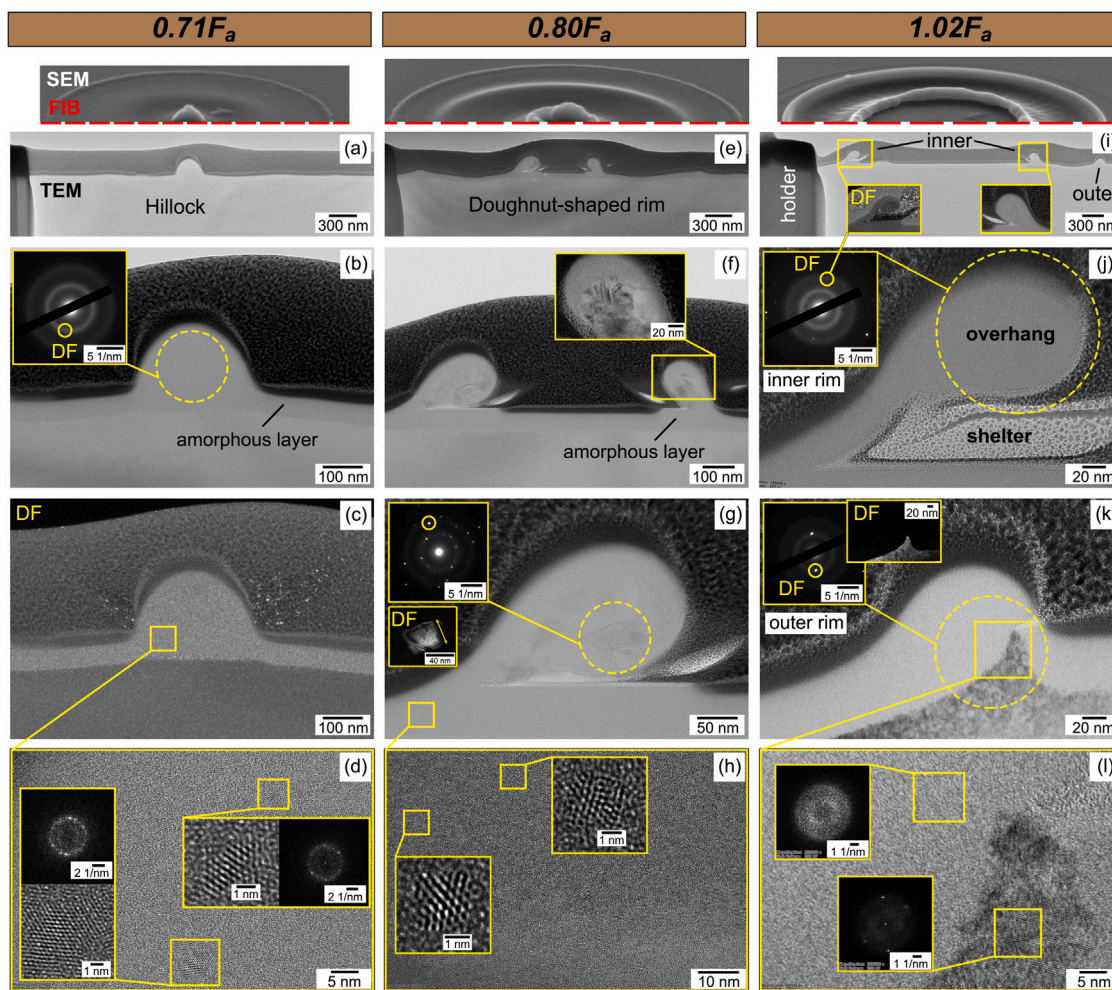 0.71Fa
0.80Fa
1.02Fa
SEM
FIB
(a)
TEM
Hillock
300 nm
(e)
Doughnut-shaped rim
300 nm
inner
(i)
holder
DF
outer
300 nm
(b)
DF
5 1/nm
amorphous layer
100 nm
(f)
20 nm
amorphous layer
100 nm
DF
(j)
5 1/nm
inner rim
overhang
shelter
20 nm
DF
(c)
100 nm
(g)
5 1/nm
DF
40 nm
50 nm
DF
20 nm
(k)
DF
5 1/nm
outer rim
20 nm
(d)
2 1/nm
1 nm
1 nm
2 1/nm
5 nm
(h)
1 nm
1 nm
10 nm
(l)
1 1/nm
1 1/nm
5 nm